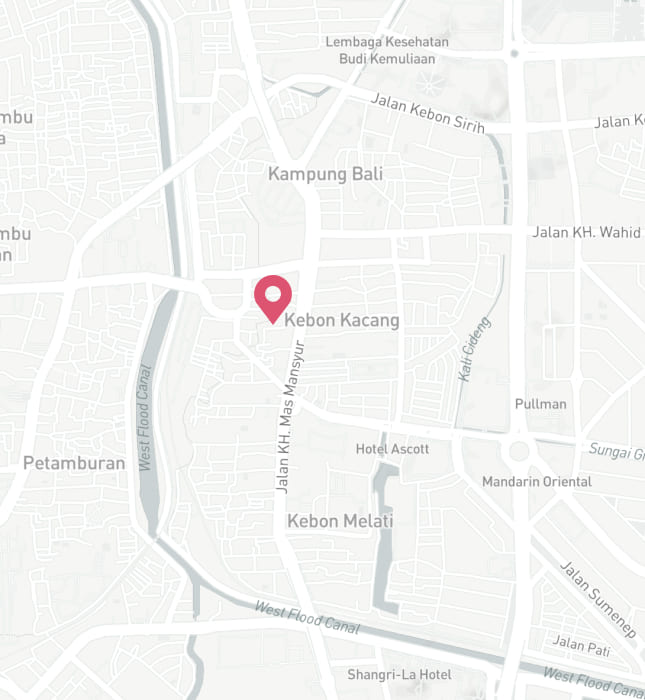 Lembaga Kesehatan
Budi Kemuliaan
Jalan Kebon Sirih
Jalan K
mbu
a
Kampung Bali
mbu
an
Jalan KH. Wahid
Kebon Kacang
Kali Cideng
Jalan KH. Mas Mansyur
West Flood Canal
Pullman
Hotel Ascott
Sungai G
Petamburan
Mandarin Oriental
Kebon Melati
Jalan Sumenep
West Flood Canal
Jalan Pati
Shangri-La Hotel
West Flood Cana